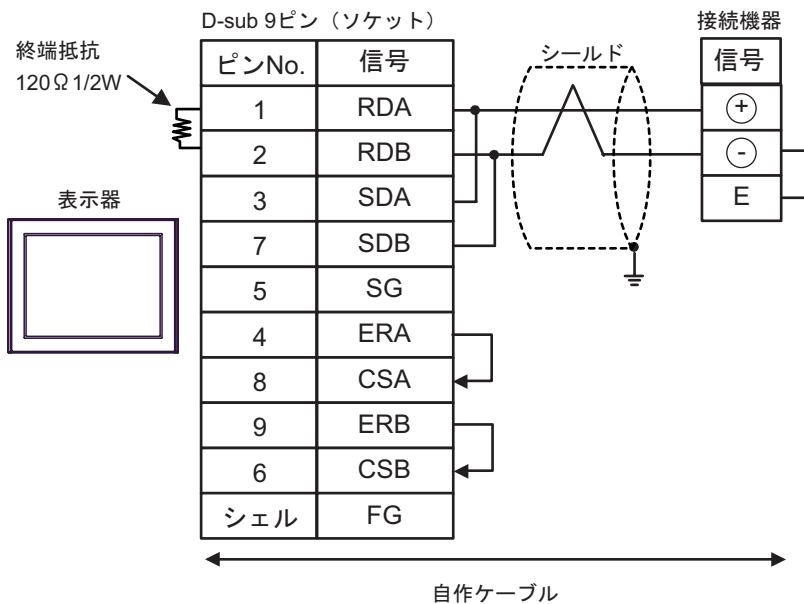 D-sub 9ピン（ソケット）
接続機器
終端抵抗
120Ω 1/2W
シールド
ピンNo. 信号
信号
1 RDA
+
2 RDB
-
3 SDA
E
表示器
7 SDB
5 SG
4 ERA
8 CSA
9 ERB
6 CSB
シェル FG
自作ケーブル